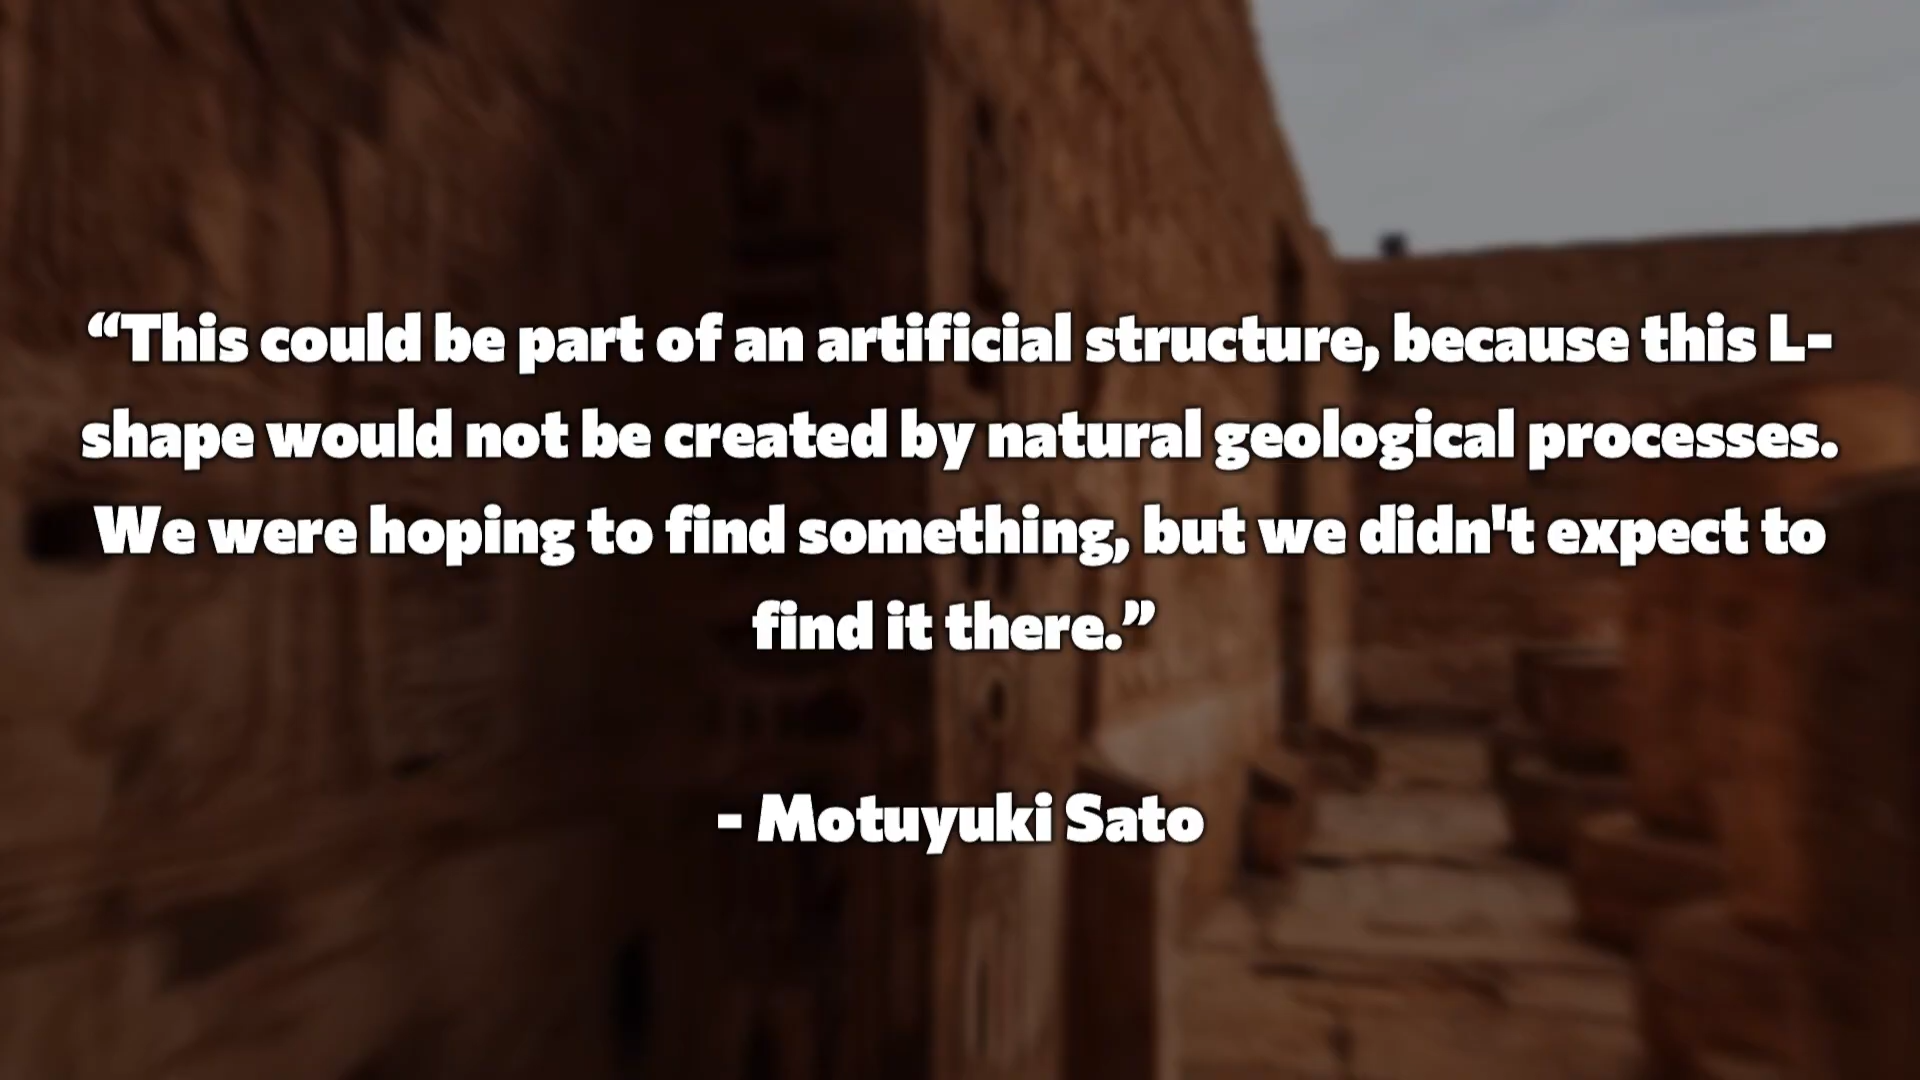 “This could be part of an artificial structure, because this L-
shape would not be created by natural geological processes.
We were hoping to find something, but we didn't expect to
find it there.”
- Motuyuki Sato